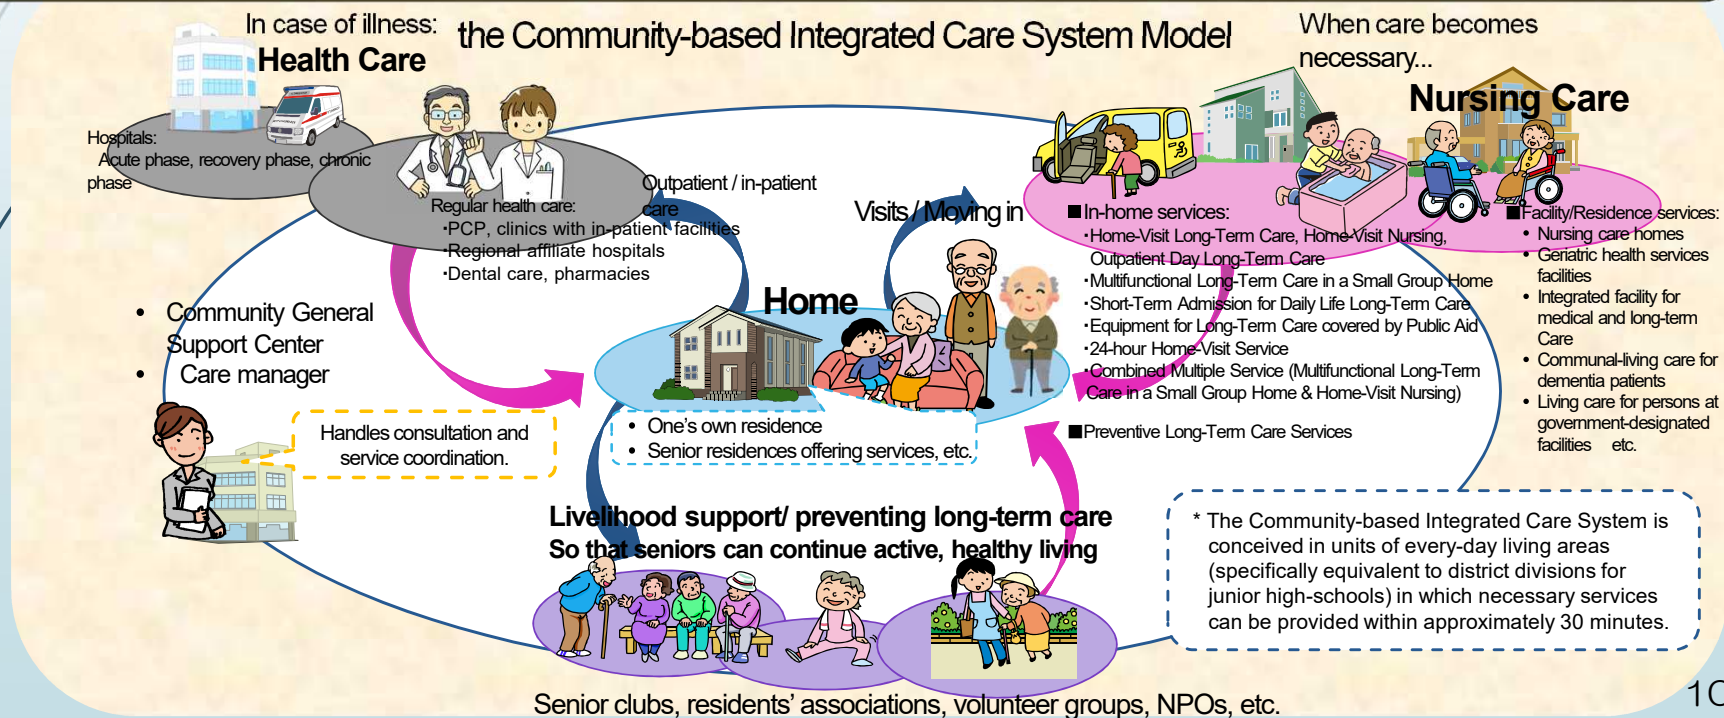 In case of illness:
Health Care
the Community-based Integrated Care System Model
When care becomes
necessary...
Nursing Care
Hospitals:
Acute phase, recovery phase, chronic
phase
Regular health care:
・PCP, clinics with in-patient facilities
・Regional affiliate hospitals
・Dental care, pharmacies
Outpatient / in-patient
care
Visits / Moving in
■In-home services:
・Home-Visit Long-Term Care, Home-Visit Nursing,
Outpatient Day Long-Term Care
・Multifunctional Long-Term Care in a Small Group Home
・Short-Term Admission for Daily Life Long-Term Care
・Equipment for Long-Term Care covered by Public Aid
・24-hour Home-Visit Service
・Combined Multiple Service (Multifunctional Long-Term
Care in a Small Group Home & Home-Visit Nursing)
■Preventive Long-Term Care Services
■Facility/Residence services:
• Nursing care homes
• Geriatric health services
facilities
• Integrated facility for
medical and long-term
Care
• Communal-living care for
dementia patients
• Living care for persons at
government-designated
facilities etc.
• Community General
Support Center
• Care manager
Handles consultation and
service coordination.
Home
• One's own residence
• Senior residences offering services, etc.
Livelihood support/ preventing long-term care
So that seniors can continue active, healthy living
Senior clubs, residents' associations, volunteer groups, NPOs, etc.
* The Community-based Integrated Care System is
conceived in units of every-day living areas
(specifically equivalent to district divisions for
junior high-schools) in which necessary services
can be provided within approximately 30 minutes.